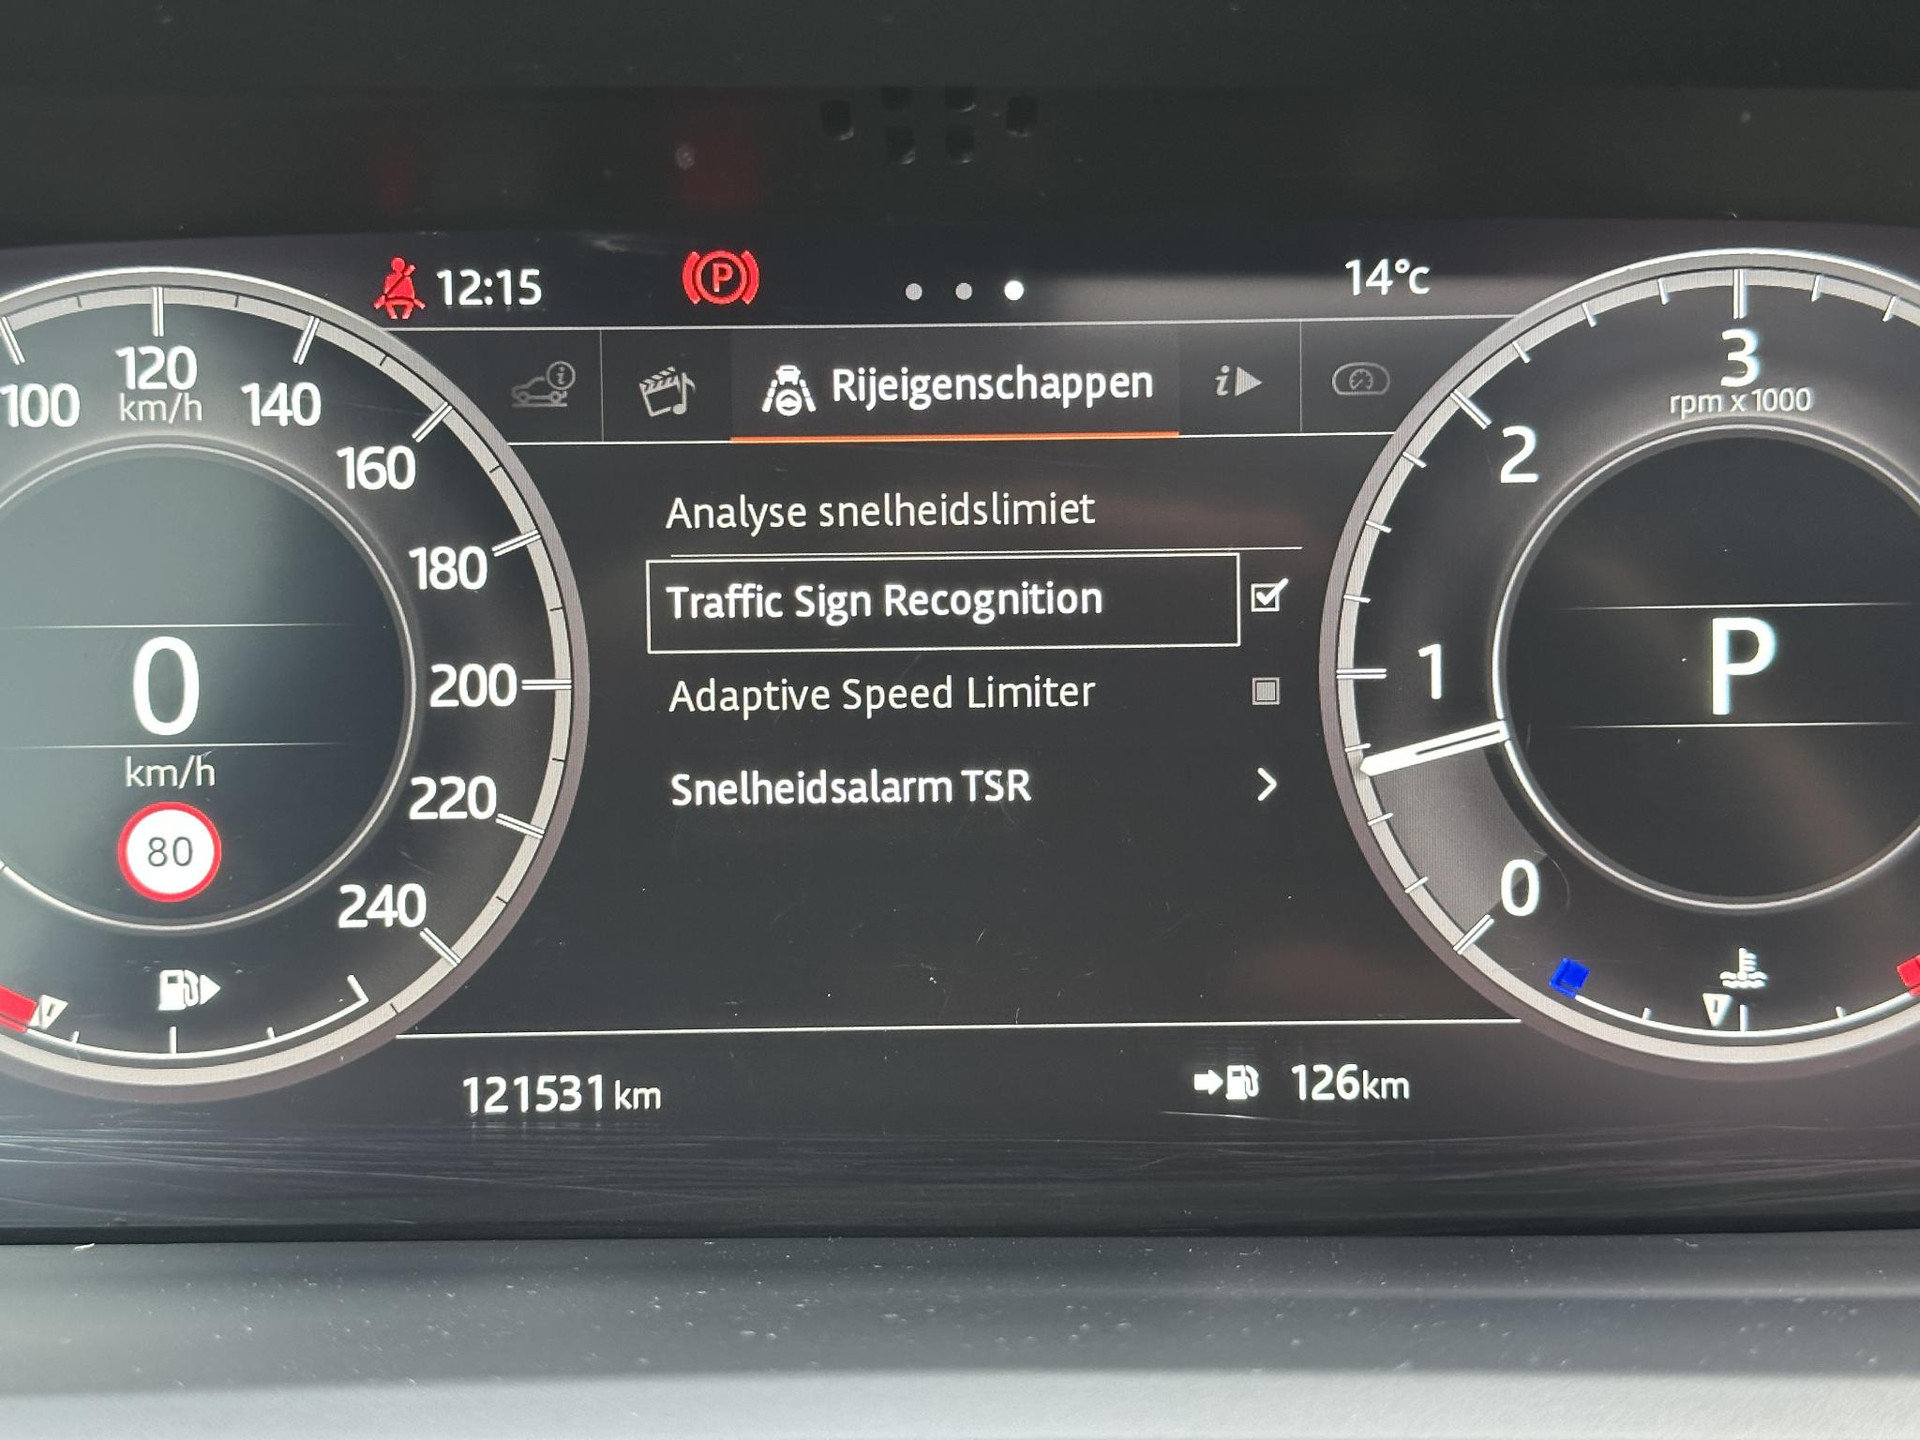 12:15
P
14°c
Rijeigenschappen
i
i
100
120
km/h
140
160
180
200
220
240
0
km/h
80
Analyse snelheidslimiet
Traffic Sign Recognition
Adaptive Speed Limiter
Snelheidsalarm TSR
3
rpm x 1000
2
1
0
P
121531 km
126km